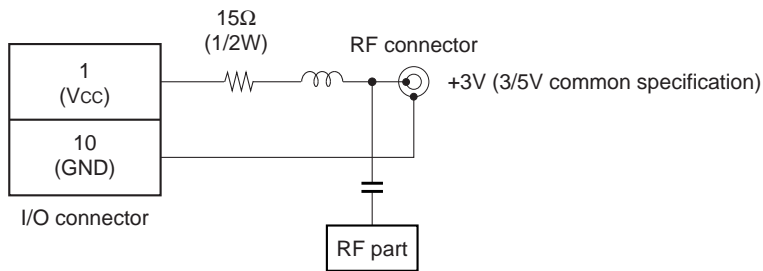 15Ω
(1/2W)
RF connector
1
(VCC)
+3V (3/5V common specification)
10
(GND)
I/O connector
RF part